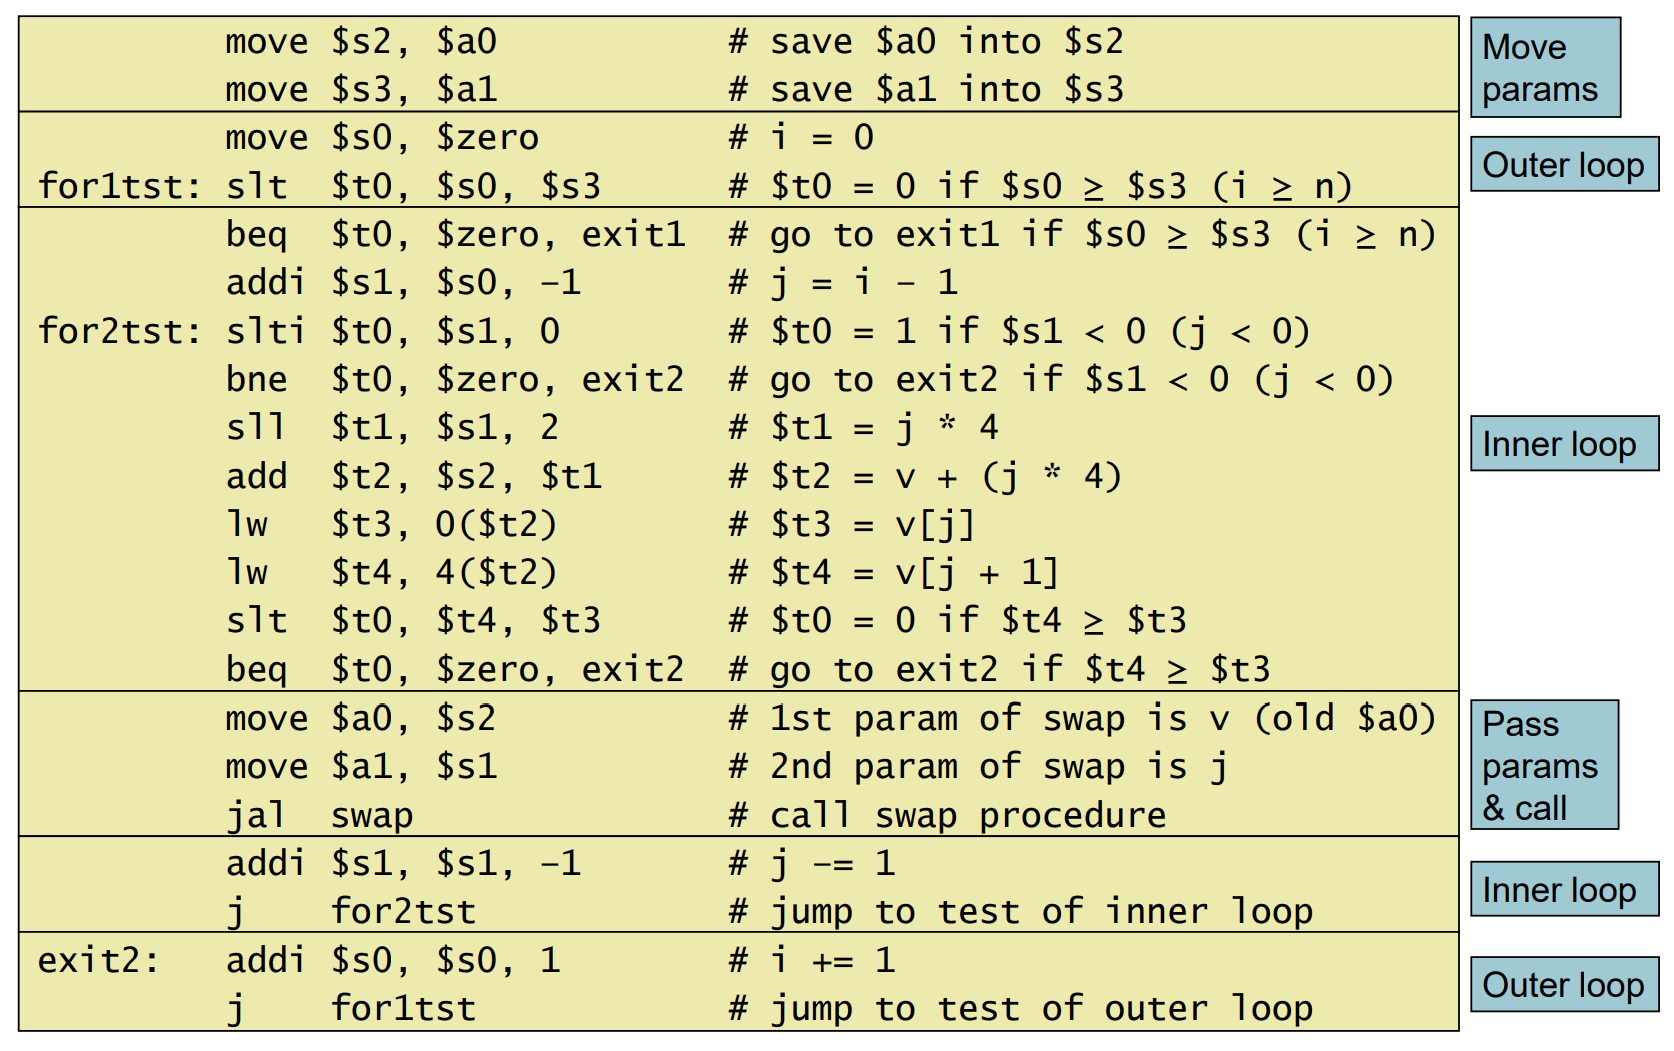 move $s2, $a0 # save $a0 into $s2
move $s3, $a1 # save $a1 into $s3
Move
params
move $s0, $zero # i = 0
for1tst: slt $t0, $s0, $s3 # $t0 = 0 if $s0 ≥ $s3 (i ≥ n)
Outer loop
beq $t0, $zero, exit1 # go to exit1 if $s0 ≥ $s3 (i ≥ n)
addi $s1, $s0, –1 # j = i – 1
for2tst: slti $t0, $s1, 0 # $t0 = 1 if $s1 < 0 (j < 0)
bne $t0, $zero, exit2 # go to exit2 if $s1 < 0 (j < 0)
sll $t1, $s1, 2 # $t1 = j * 4
add $t2, $s2, $t1 # $t2 = v + (j * 4)
lw $t3, 0($t2) # $t3 = v[j]
lw $t4, 4($t2) # $t4 = v[j + 1]
slt $t0, $t4, $t3 # $t0 = 0 if $t4 ≥ $t3
beq $t0, $zero, exit2 # go to exit2 if $t4 ≥ $t3
Inner loop
move $a0, $s2 # 1st param of swap is v (old $a0)
move $a1, $s1 # 2nd param of swap is j
jal swap # call swap procedure
Pass
params
& call
addi $s1, $s1, –1 # j –= 1
j for2tst # jump to test of inner loop
Inner loop
exit2: addi $s0, $s0, 1 # i += 1
j for1tst # jump to test of outer loop
Outer loop